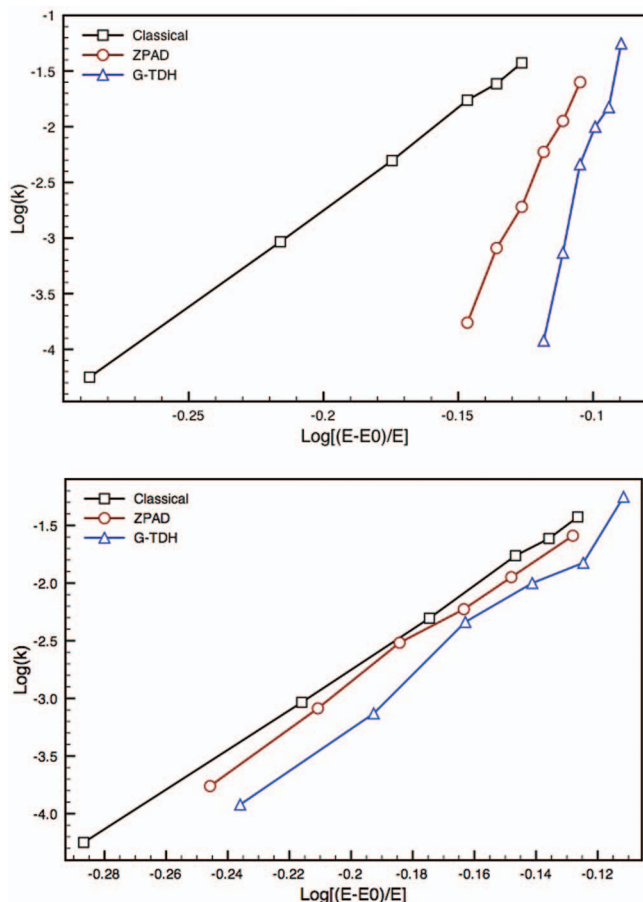 -1
-1.5
-2
-2.5
-3
-3.5
-4
Log(k)
Classical
ZPAD
G-TDH
-0.25
-0.2
-0.15
-0.1
Log[(E-E0)/E]
-1.5
-2.0
-2.5
-3.0
-3.5
-4.0
Log(k)
Classical
ZPAD
G-TDH
-0.28
-0.26
-0.24
-0.22
-0.2
-0.18
-0.16
-0.14
-0.12
Log[(E-E0)/E]